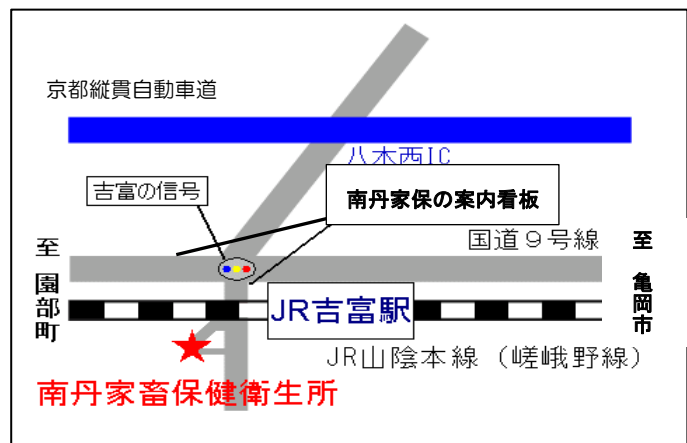 京都縦貫自動車道
八木西IC
吉富の信号
南丹家保の案内看板
国道９号線
至 園部町
至 亀岡市
JR吉富駅
JR山陰本線（嵯峨野線）
南丹家畜保健衛生所